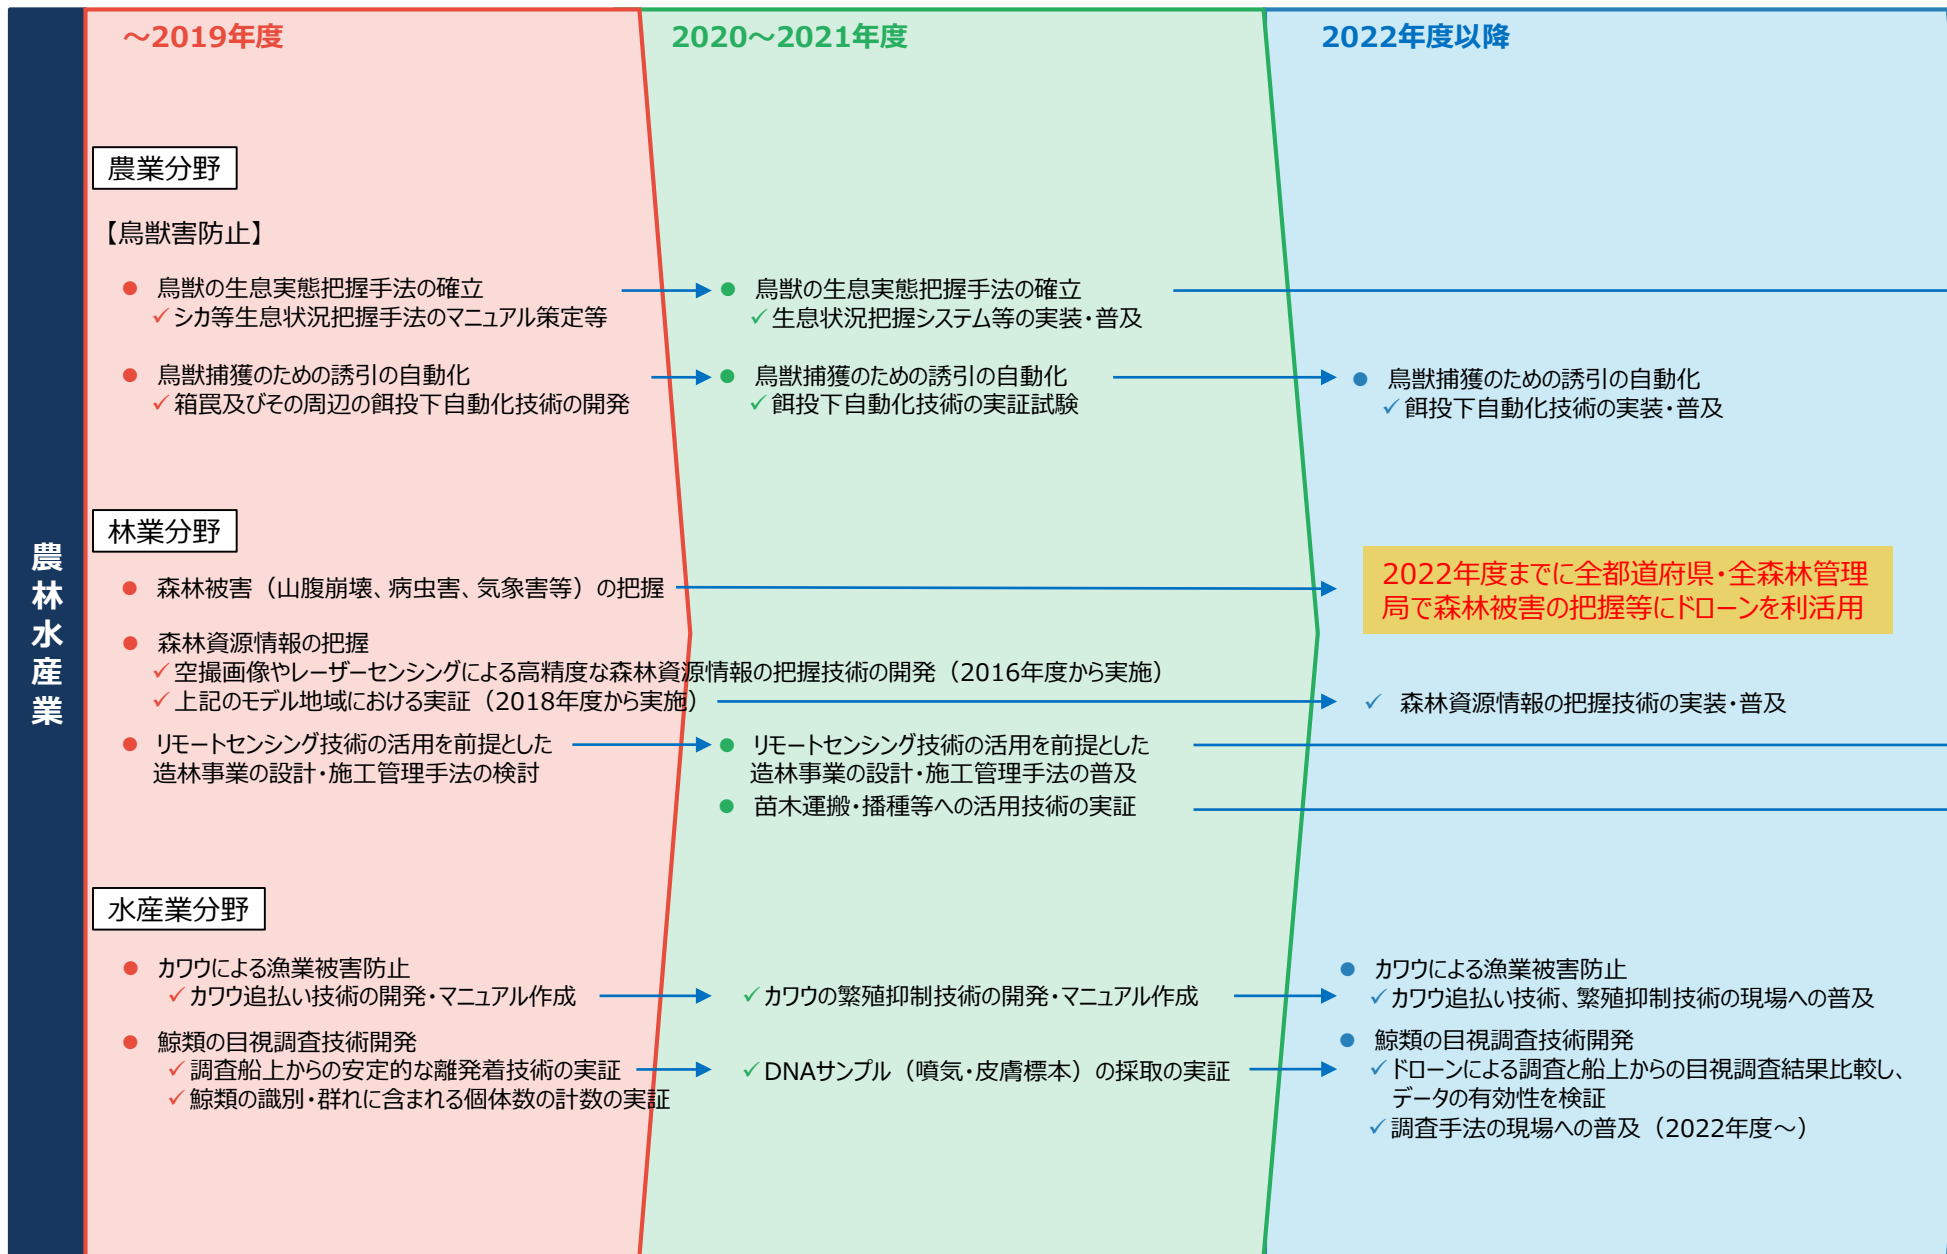 農林水産業
～2019年度
2020～2021年度
2022年度以降
農業分野
【鳥獣害防止】
● 鳥獣の生息実態把握手法の確立
✓シカ等生息状況把握手法のマニュアル策定等
● 鳥獣の生息実態把握手法の確立
✓生息状況把握システム等の実装・普及
● 鳥獣捕獲のための誘引の自動化
✓箱罠及びその周辺の餌投下自動化技術の開発
● 鳥獣捕獲のための誘引の自動化
✓餌投下自動化技術の実証試験
● 鳥獣捕獲のための誘引の自動化
✓餌投下自動化技術の実装・普及
林業分野
● 森林被害（山腹崩壊、病虫害、気象害等）の把握
2022年度までに全都道府県・全森林管理
局で森林被害の把握等にドローンを利活用
● 森林資源情報の把握
✓空撮画像やレーザーセンシングによる高精度な森林資源情報の把握技術の開発（2016年度から実施）
✓上記のモデル地域における実証（2018年度から実施）
✓ 森林資源情報の把握技術の実装・普及
● リモートセンシング技術の活用を前提とした
造林事業の設計・施工管理手法の検討
● リモートセンシング技術の活用を前提とした
造林事業の設計・施工管理手法の普及
● 苗木運搬・播種等への活用技術の実証
水産業分野
● カワウによる漁業被害防止
✓カワウ追払い技術の開発・マニュアル作成
✓カワウの繁殖抑制技術の開発・マニュアル作成
● カワウによる漁業被害防止
✓カワウ追払い技術、繁殖抑制技術の現場への普及
● 鯨類の目視調査技術開発
✓調査船上からの安定的な離発着技術の実証
✓鯨類の識別・群れに含まれる個体数の計数の実証
✓DNAサンプル（噴気・皮膚標本）の採取の実証
● 鯨類の目視調査技術開発
✓ドローンによる調査と船上からの目視調査結果比較し、
データの有効性を検証
✓調査手法の現場への普及（2022年度～）